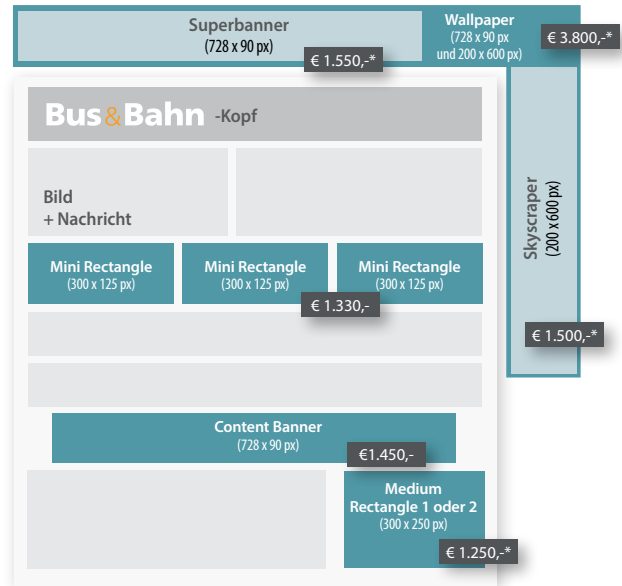 Superbanner
(728 x 90 px)
€ 1.550,-*
Wallpaper
(728 x 90 px
und 200 x 600 px)
€ 3.800,-*
Bus&Bahn -Kopf
Bild
+ Nachricht
Skyscraper
(200 x 600 px)
€ 1.500,-*
Mini Rectangle
(300 x 125 px)
Mini Rectangle
(300 x 125 px)
Mini Rectangle
(300 x 125 px)
€ 1.330,-
Content Banner
(728 x 90 px)
€1.450,-
Medium
Rectangle 1 oder 2
(300 x 250 px)
€ 1.250,-*